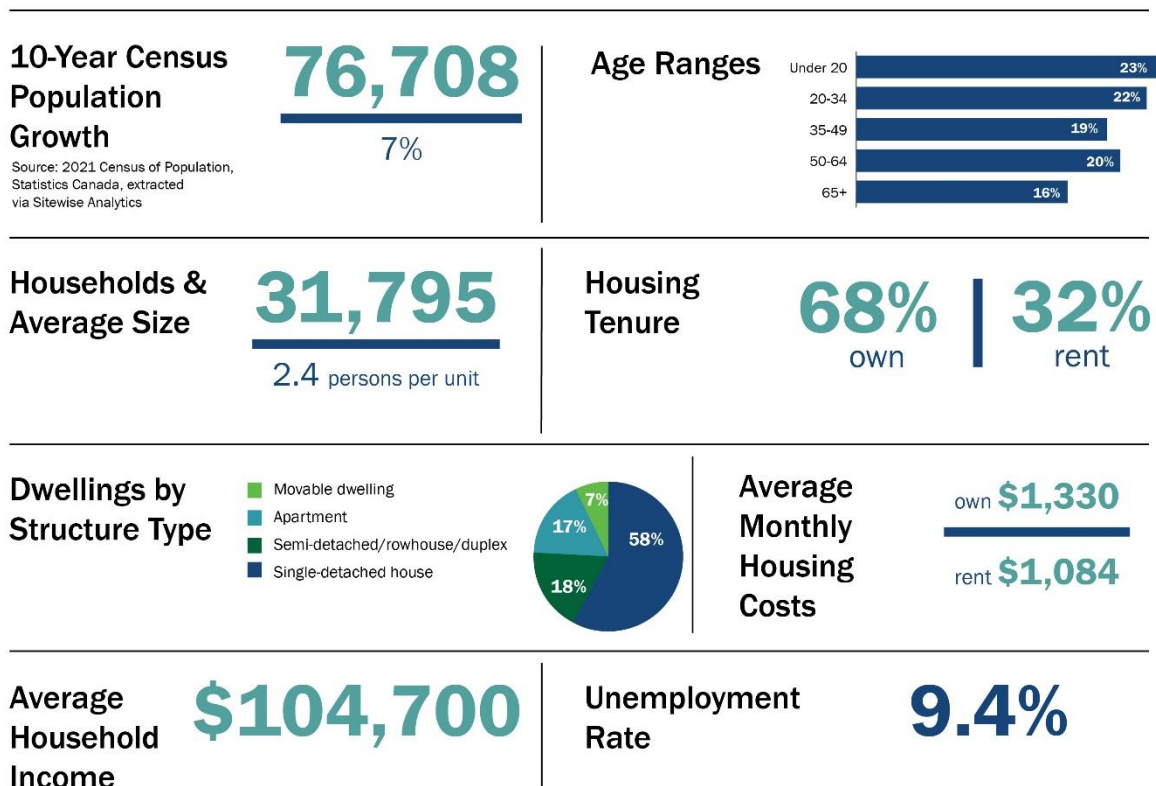 10-Year Census
Population
Growth
Source: 2021 Census of Population,
Statistics Canada, extracted
via Sitewise Analytics
76,708
7%
Age Ranges
Under 20 23%
20-34 22%
35-49 19%
50-64 20%
65+ 16%
Households &
Average Size
31,795
2.4 persons per unit
Housing
Tenure
68%
own
32%
rent
Dwellings by
Structure Type
Movable dwelling
Apartment
Semi-detached/rowhouse/duplex
Single-detached house
7%
17%
58%
18%
Average
Monthly
Housing
Costs
own $1,330
rent $1,084
Average
Household
Income
$104,700
Unemployment
Rate
9.4%